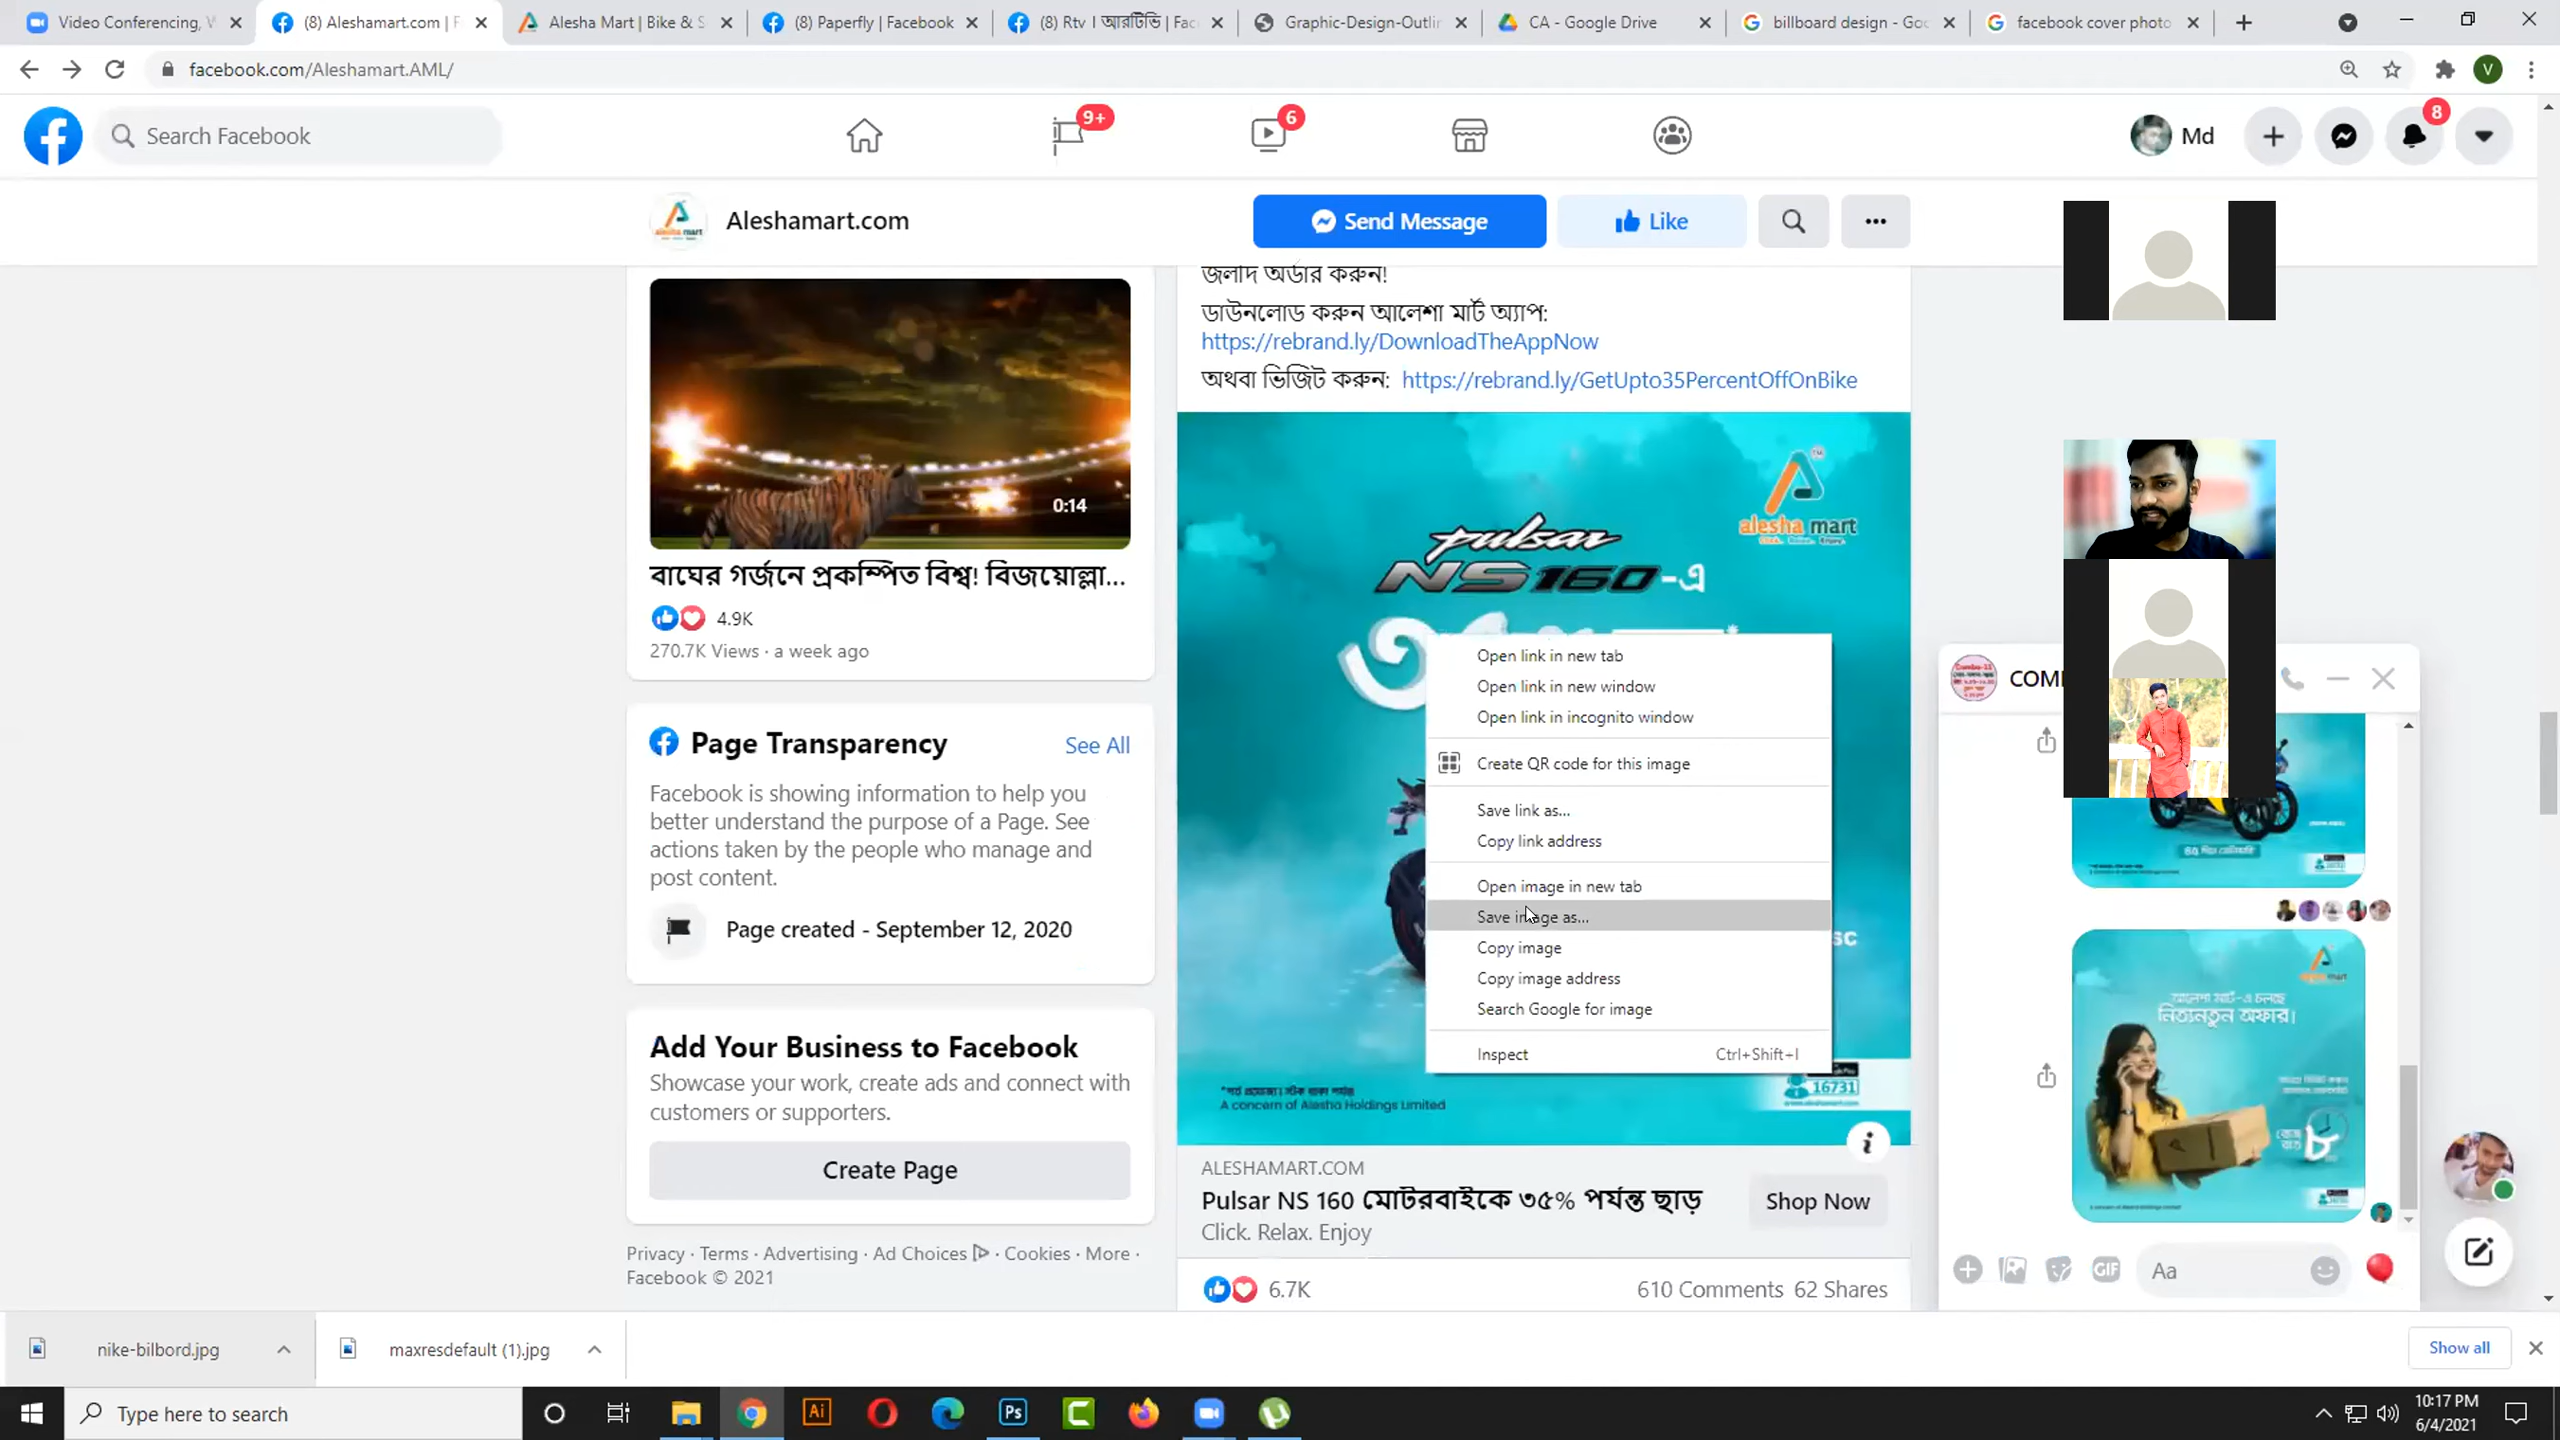 Video Conferencing, W
(8) Aleshamart.com | F
Alesha Mart | Bike & S
(8) Paperfly | Facebook
(8) Rtv । আরটিভি | Fac
Graphic-Design-Outlin
CA - Google Drive
billboard design - Goo
facebook cover photo
facebook.com/Aleshamart.AML/
V
Search Facebook
9+
6
Md
8
Aleshamart.com
Send Message
Like
0:14
বাঘের গর্জনে প্রকম্পিত বিশ্ব! বিজয়োল্লা...
4.9K
270.7K Views · a week ago
Page Transparency
See All
Facebook is showing information to help you
better understand the purpose of a Page. See
actions taken by the people who manage and
post content.
Page created - September 12, 2020
Add Your Business to Facebook
Showcase your work, create ads and connect with
customers or supporters.
Create Page
Privacy · Terms · Advertising · Ad Choices · Cookies · More ·
Facebook © 2021
জলদি অর্ডার করুন!
ডাউনলোড করুন আলেশা মার্ট অ্যাপ:
https://rebrand.ly/DownloadTheAppNow
অথবা ভিজিট করুন: https://rebrand.ly/GetUpto35PercentOffOnBike
alesha mart
pulsar
NS160-এ
Open link in new tab
Open link in new window
Open link in incognito window
Create QR code for this image
Save link as...
Copy link address
Open image in new tab
Save image as...
Copy image
Copy image address
Search Google for image
Inspect Ctrl+Shift+I
16731
A concern of Alesha Holdings Limited
ALESHAMART.COM
Pulsar NS 160 মোটরবাইকে ৩৫% পর্যন্ত ছাড়
Click. Relax. Enjoy
Shop Now
6.7K
610 Comments 62 Shares
আলেশা মার্ট-এ চলছে
নিত্যনতুন অফার।
GIF
Aa
nike-bilbord.jpg
maxresdefault (1).jpg
Show all
Type here to search
Ai
Ps
10:17 PM
6/4/2021